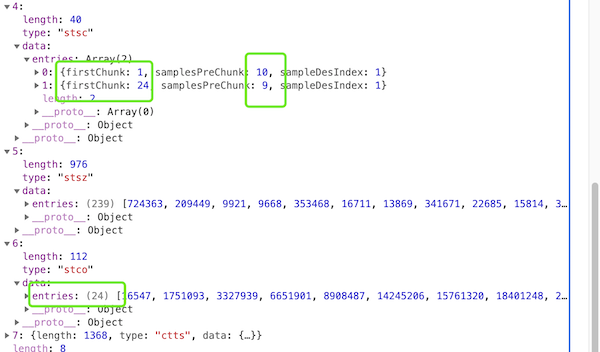 ▼4:
length: 40
type: "stsc"
▼data:
▼entries: Array(2)
▶0: {firstChunk: 1, samplesPreChunk: 10, sampleDesIndex: 1}
▶1: {firstChunk: 24, samplesPreChunk: 9, sampleDesIndex: 1}
length: 2
▶__proto__: Array(0)
▶__proto__: Object
▶__proto__: Object
▼5:
length: 976
type: "stsz"
▼data:
▶entries: (239) [724363, 209449, 9921, 9668, 353468, 16711, 13869, 341671, 22685, 15814, 3…
▶__proto__: Object
▶__proto__: Object
▼6:
length: 112
type: "stco"
▼data:
▶entries: (24) [16547, 1751093, 3327939, 6651901, 8908487, 14245206, 15761320, 18401248, 2…
▶__proto__: Object
▶__proto__: Object
▶7: {length: 1368, type: "ctts", data: {…}}
length: 8